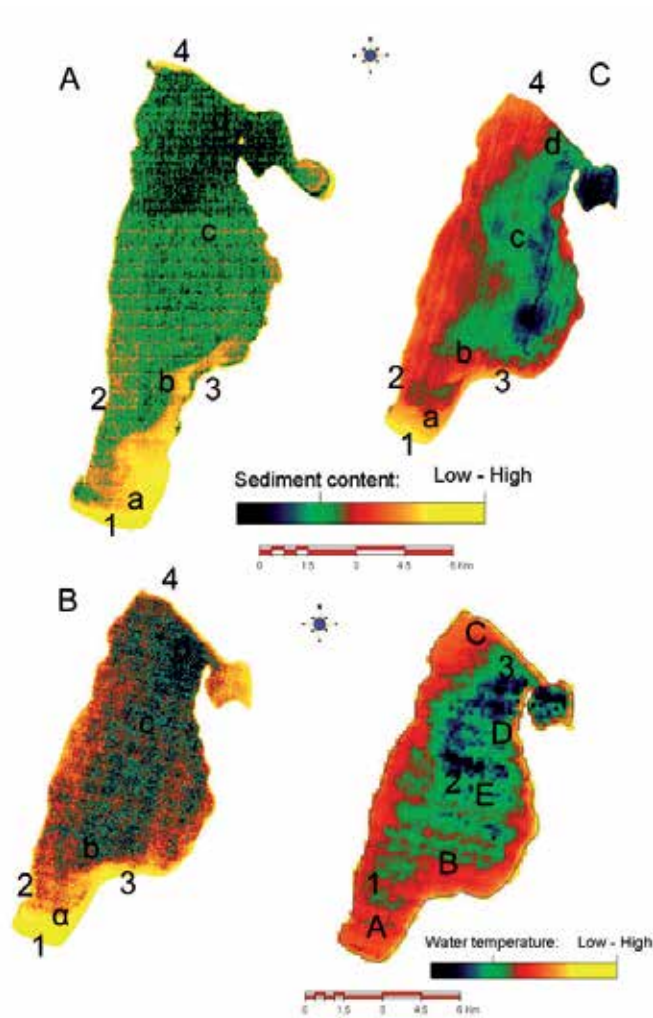 4
A
C
4
d
d
c
c
b
2
3
b
2
3
a
a
1
1
Sediment content: Low - High
0 1.5 3 4.5 6 Km
4
B
C
3
c
D
2
E
b
B
2
3
1
α
A
1
Water temperature: Low - High
0 1.5 3 4.5 6 Km